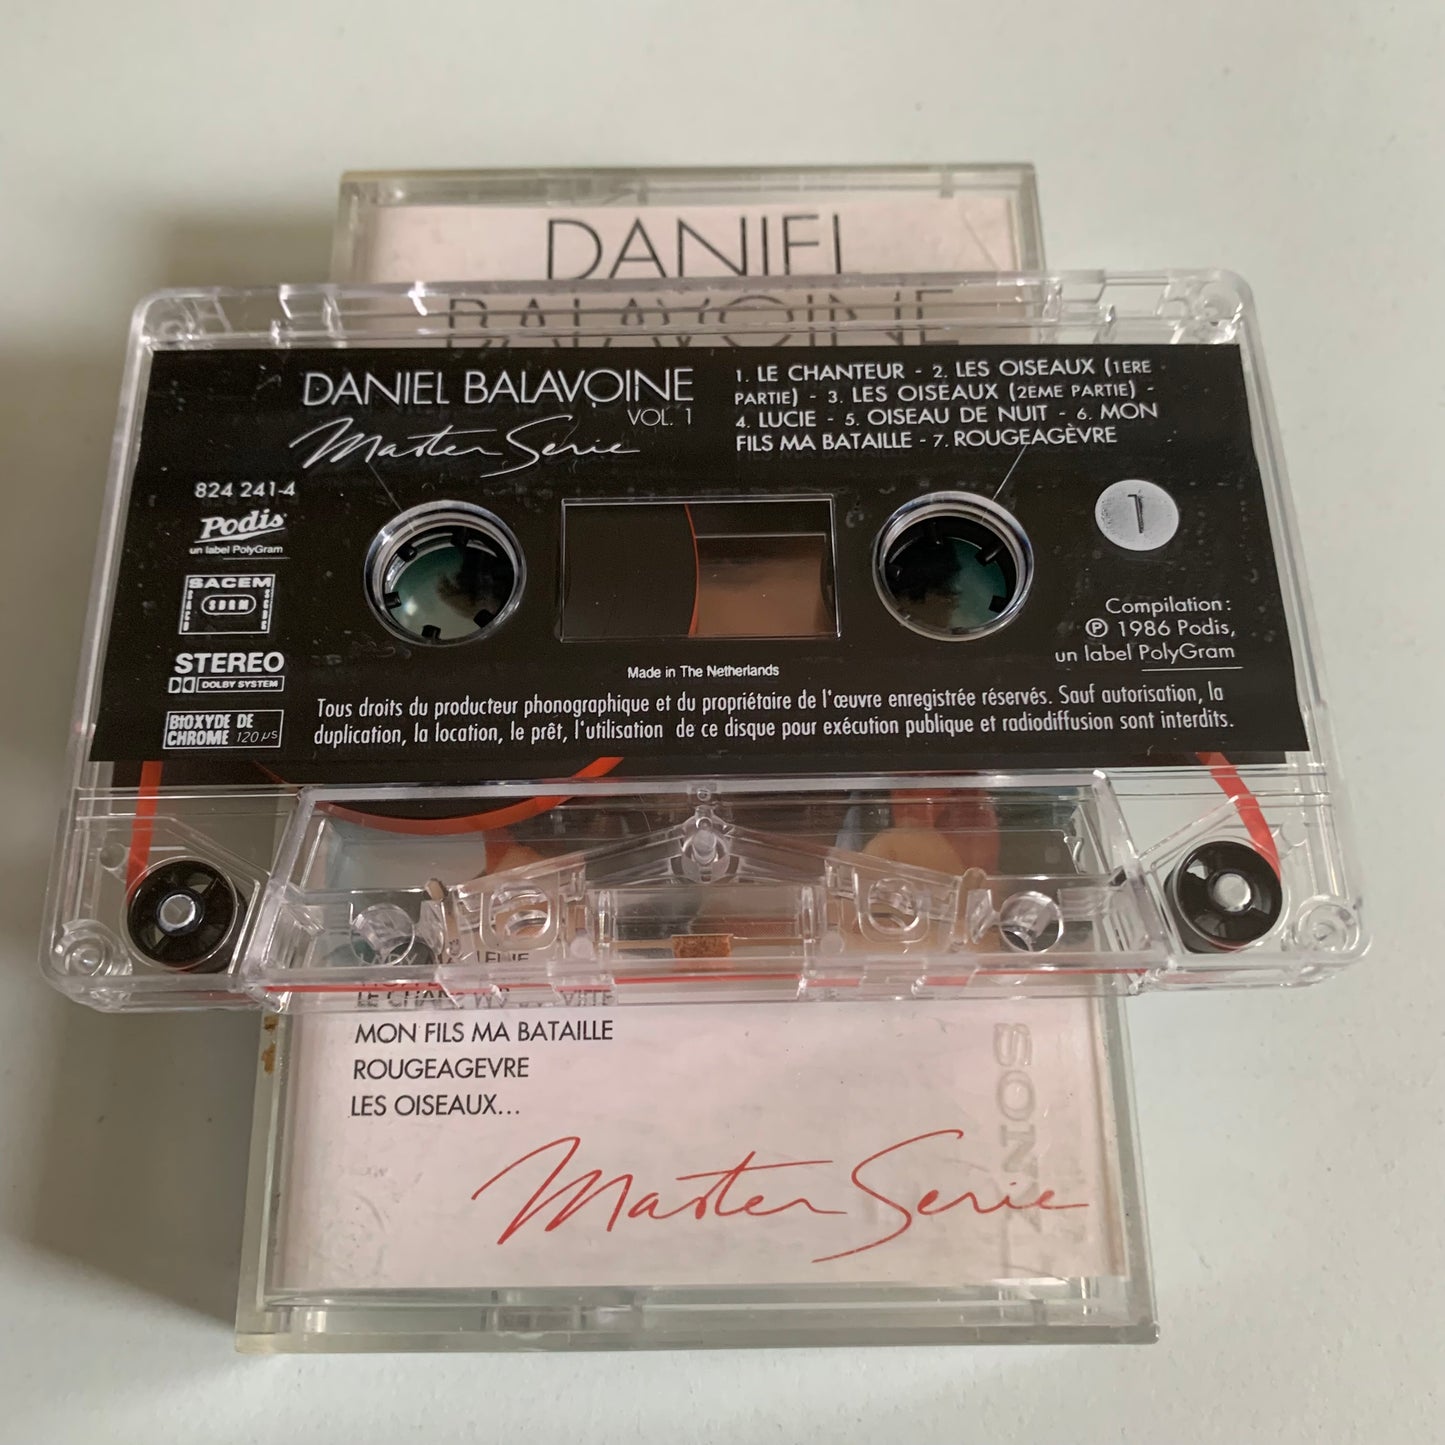 DANIEL
BALAVOINE
DANIEL BALAVOINE
VOL. 1
Master Serie
1. LE CHANTEUR - 2. LES OISEAUX (1ERE
PARTIE) - 3. LES OISEAUX (2EME PARTIE) -
4. LUCIE - 5. OISEAU DE NUIT - 6. MON
FILS MA BATAILLE - 7. ROUGEAGÈVRE
824 241-4
Podis
un label PolyGram
SACEM
SDRM
SACD
SGDL
STEREO
DOLBY SYSTEM
BIOXYDE DE
CHROME 120 µs
1
Compilation :
℗ 1986 Podis,
un label PolyGram
Made in The Netherlands
Tous droits du producteur phonographique et du propriétaire de l'œuvre enregistrée réservés. Sauf autorisation, la
duplication, la location, le prêt, l'utilisation de ce disque pour exécution publique et radiodiffusion sont interdits.
MON FILS MA BATAILLE
ROUGEAGEVRE
LES OISEAUX...
Master Serie